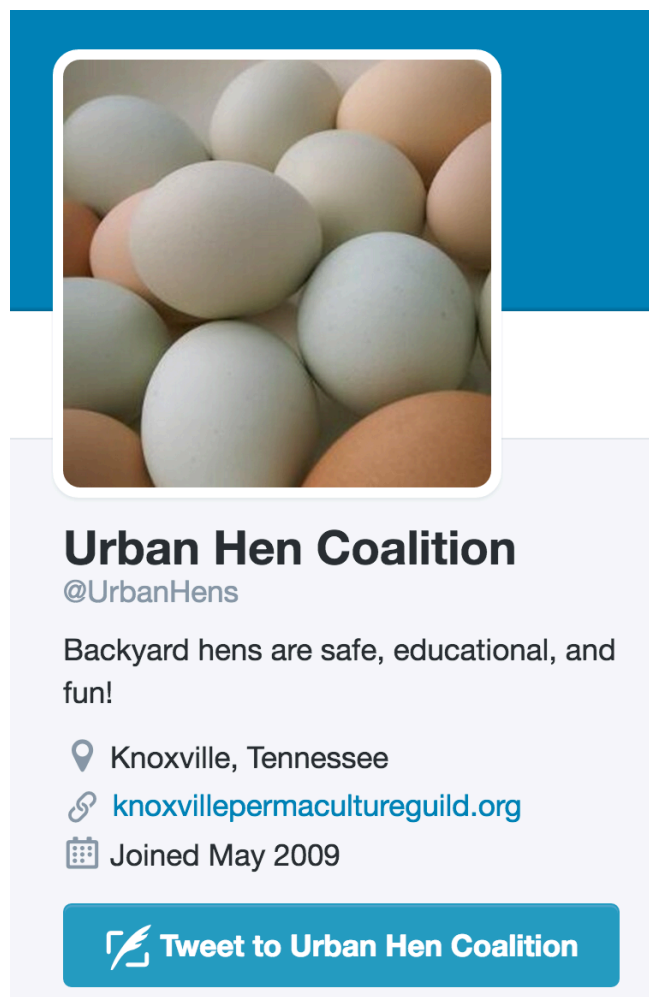 Urban Hen Coalition
@UrbanHens
Backyard hens are safe, educational, and
fun!
Knoxville, Tennessee
knoxvillepermacultureguild.org
Joined May 2009
Tweet to Urban Hen Coalition